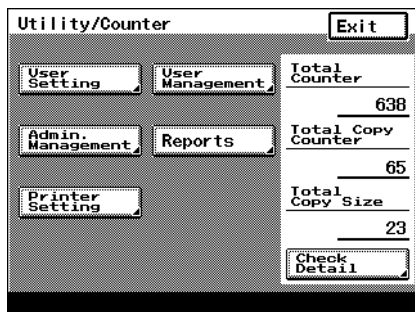 Utility/Counter
Exit
User
Setting
User
Management
Total
Counter
638
Admin.
Management
Reports
Total Copy
Counter
65
Printer
Setting
Total
Copy Size
23
Check
Detail